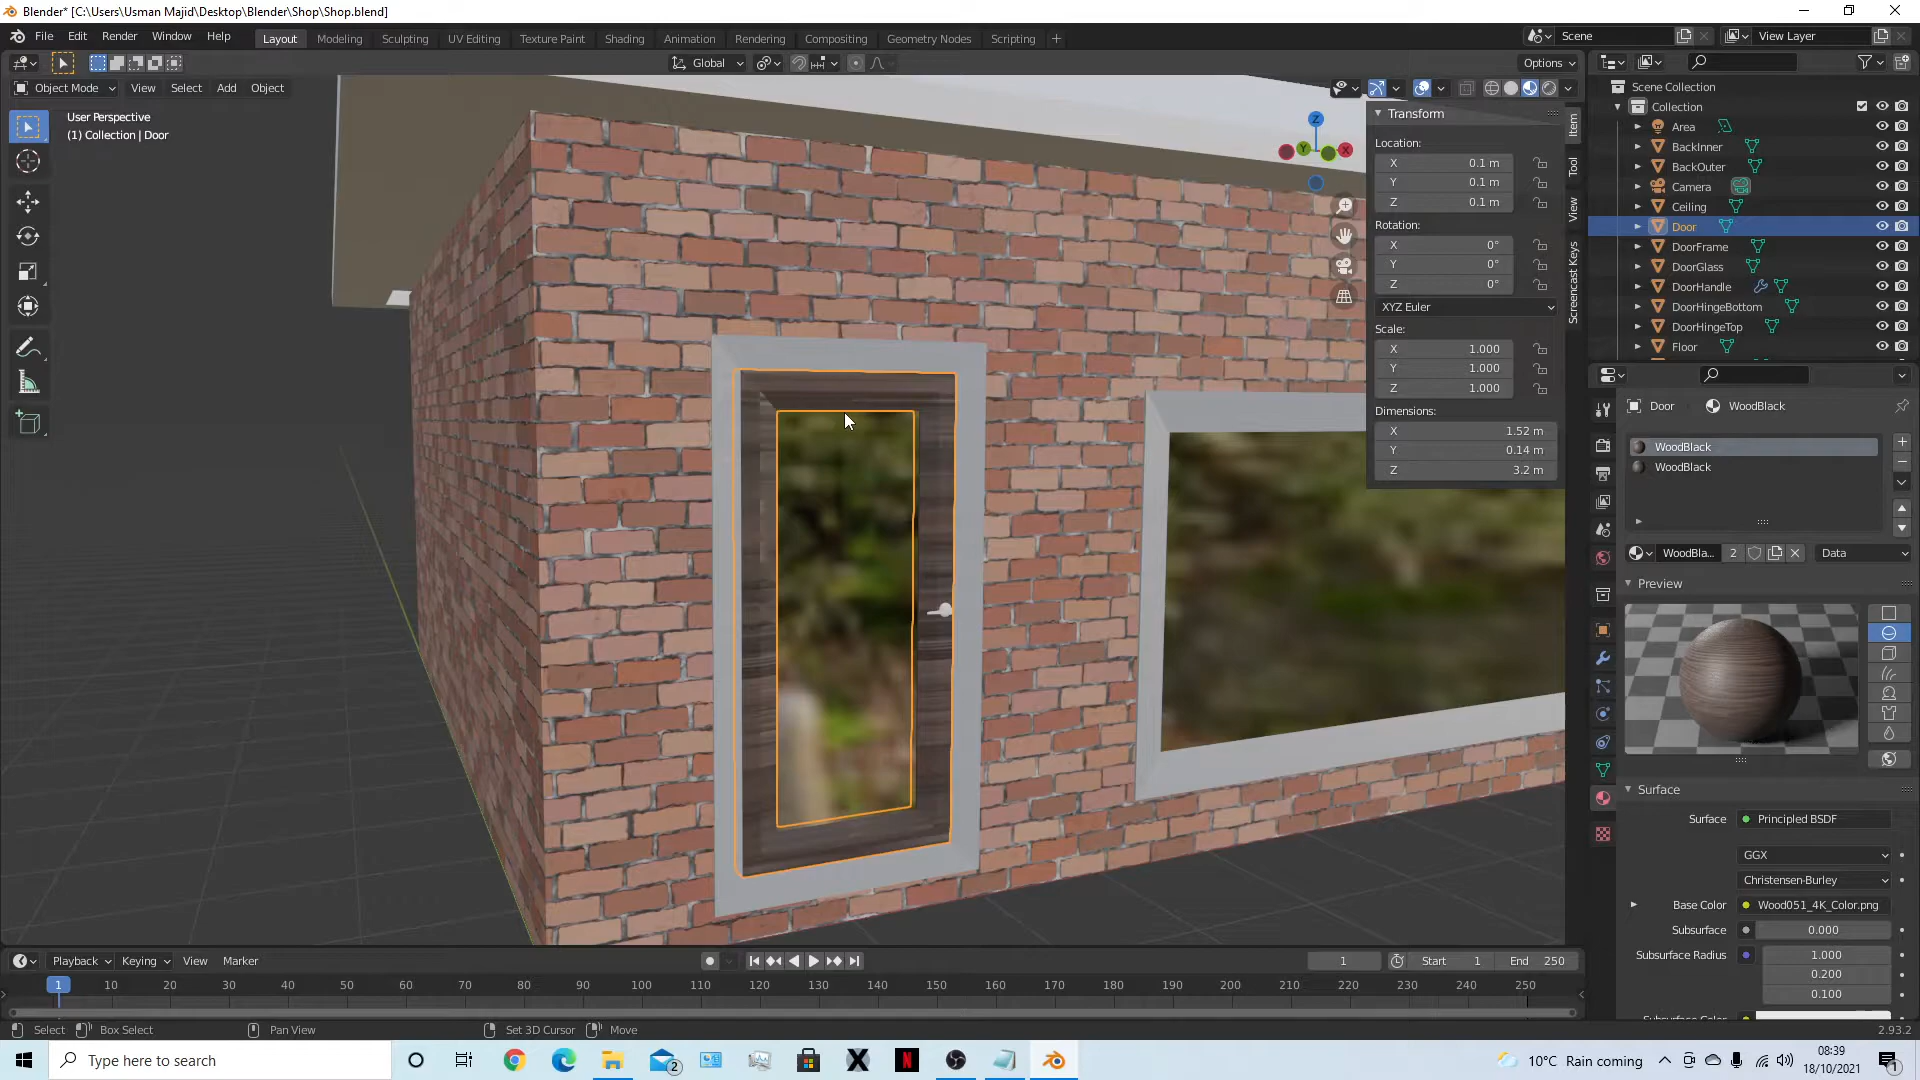 Blender* [C:\Users\Usman Majid\Desktop\Blender\Shop\Shop.blend]
File Edit Render Window Help
Layout Modeling Sculpting UV Editing Texture Paint Shading Animation Rendering Compositing Geometry Nodes Scripting
Scene
View Layer
Global
Options
Object Mode View Select Add Object
User Perspective
(1) Collection | Door
Z
Y
X
Transform
Location:
X 0.1 m
Y 0.1 m
Z 0.1 m
Rotation:
X 0°
Y 0°
Z 0°
XYZ Euler
Scale:
X 1.000
Y 1.000
Z 1.000
Dimensions:
X 1.52 m
Y 0.14 m
Z 3.2 m
Item
Tool
View
Screencast Keys
Scene Collection
Collection
Area
BackInner
BackOuter
Camera
Ceiling
Door
DoorFrame
DoorGlass
DoorHandle
DoorHingeBottom
DoorHingeTop
Floor
Door WoodBlack
WoodBlack
WoodBlack
WoodBla... 2 Data
Preview
Surface
Surface Principled BSDF
GGX
Christensen-Burley
Base Color Wood051_4K_Color.png
Subsurface 0.000
Subsurface Radius 1.000
0.200
0.100
Playback Keying View Marker
1 Start 1 End 250
1 10 20 30 40 50 60 70 80 90 100 110 120 130 140 150 160 170 180 190 200 210 220 230 240 250
Select Box Select Pan View Set 3D Cursor Move
2.93.2
Type here to search
2
10°C Rain coming
08:39
18/10/2021
1